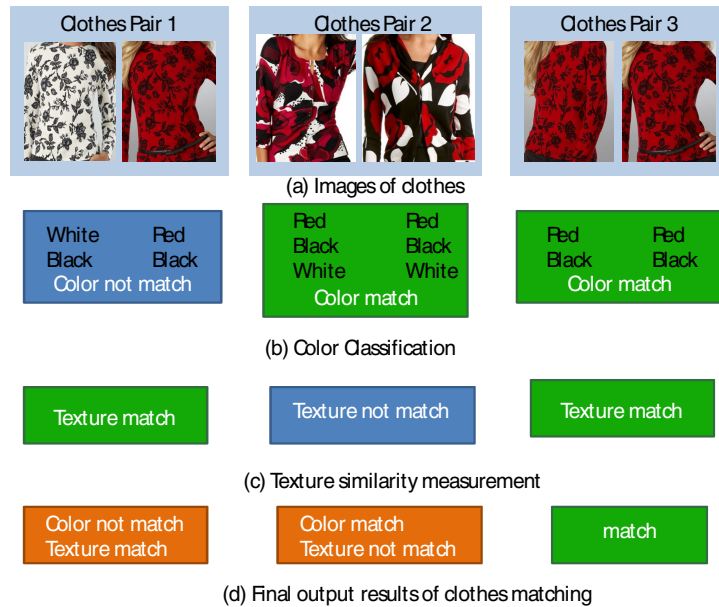 Clothes Pair 1
Clothes Pair 2
Clothes Pair 3
(a) Images of clothes
White Red
Black Black
Color not match
Red Red
Black Black
White White
Color match
Red Red
Black Black
Color match
(b) Color Classification
Texture match
Texture not match
Texture match
(c) Texture similarity measurement
Color not match
Texture match
Color match
Texture not match
match
(d) Final output results of clothes matching